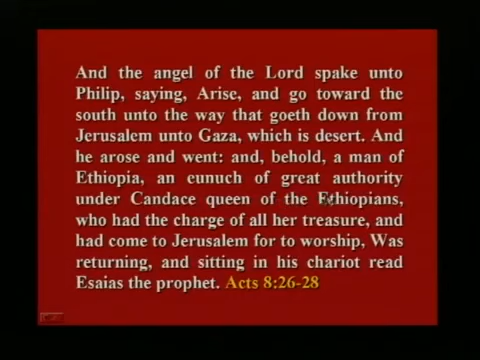 And the angel of the Lord spake unto
Philip, saying, Arise, and go toward the
south unto the way that goeth down from
Jerusalem unto Gaza, which is desert. And
he arose and went: and, behold, a man of
Ethiopia, an eunuch of great authority
under Candace queen of the Ethiopians,
who had the charge of all her treasure, and
had come to Jerusalem for to worship, Was
returning, and sitting in his chariot read
Esaias the prophet. Acts 8:26-28